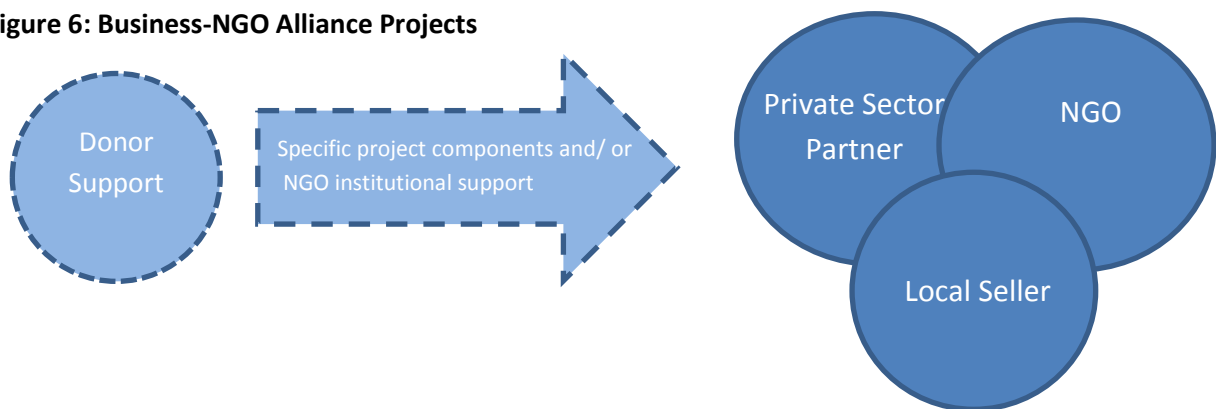 igure 6: Business-NGO Alliance Projects
Donor
Support
Specific project components and/ or
NGO institutional support
Private Sector
Partner
NGO
Local Seller